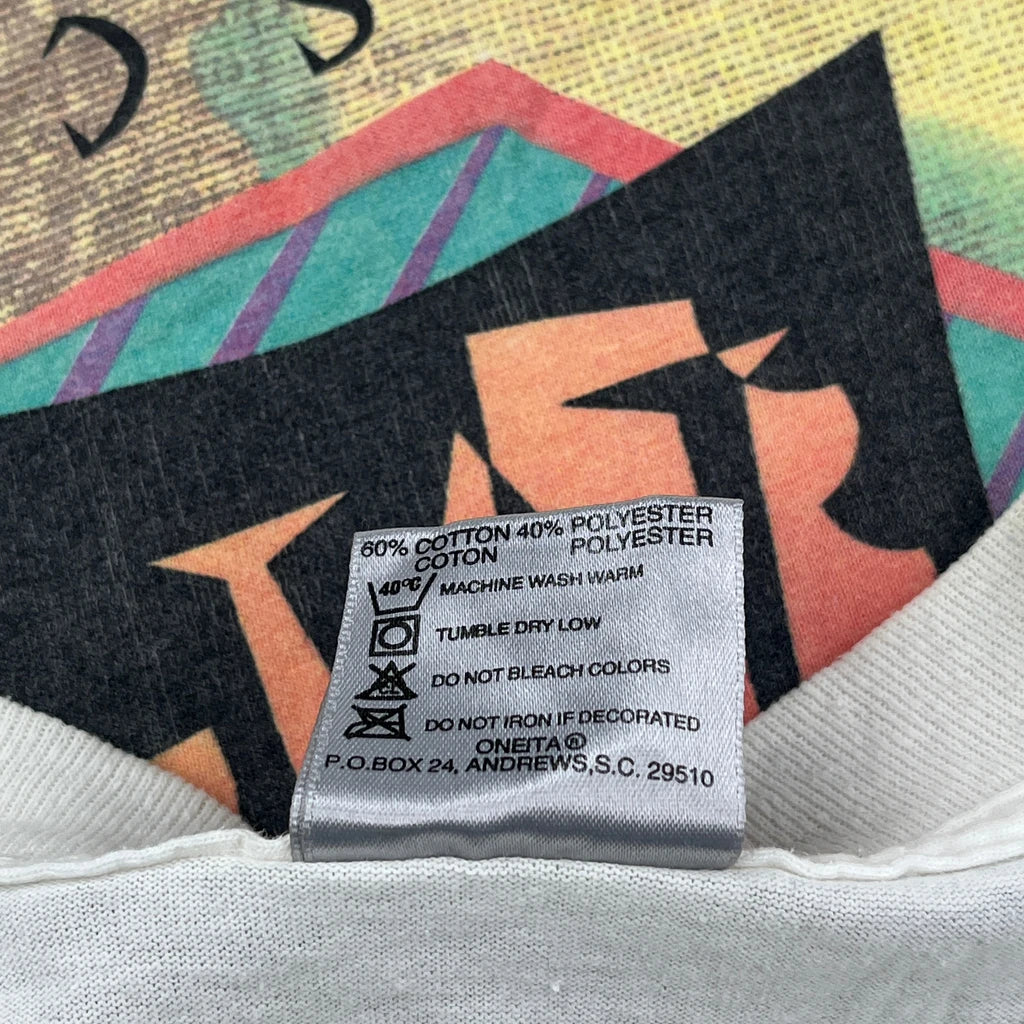 60% COTTON 40% POLYESTER
COTON POLYESTER
40°C MACHINE WASH WARM
TUMBLE DRY LOW
CL DO NOT BLEACH COLORS
DO NOT IRON IF DECORATED
ONEITA®
P.O.BOX 24, ANDREWS,S.C. 29510